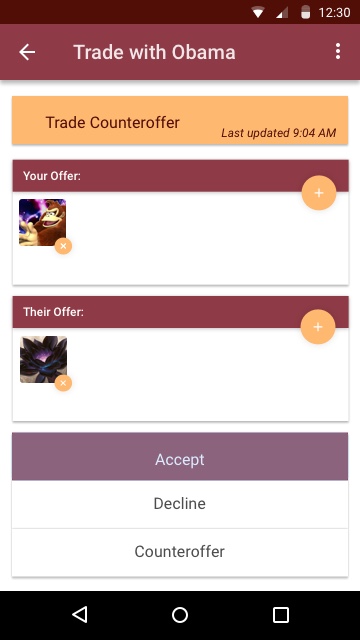 12:30
Trade with Obama
Trade Counteroffer
Last updated 9:04 AM
Your Offer:
Their Offer:
Accept
Decline
Counteroffer